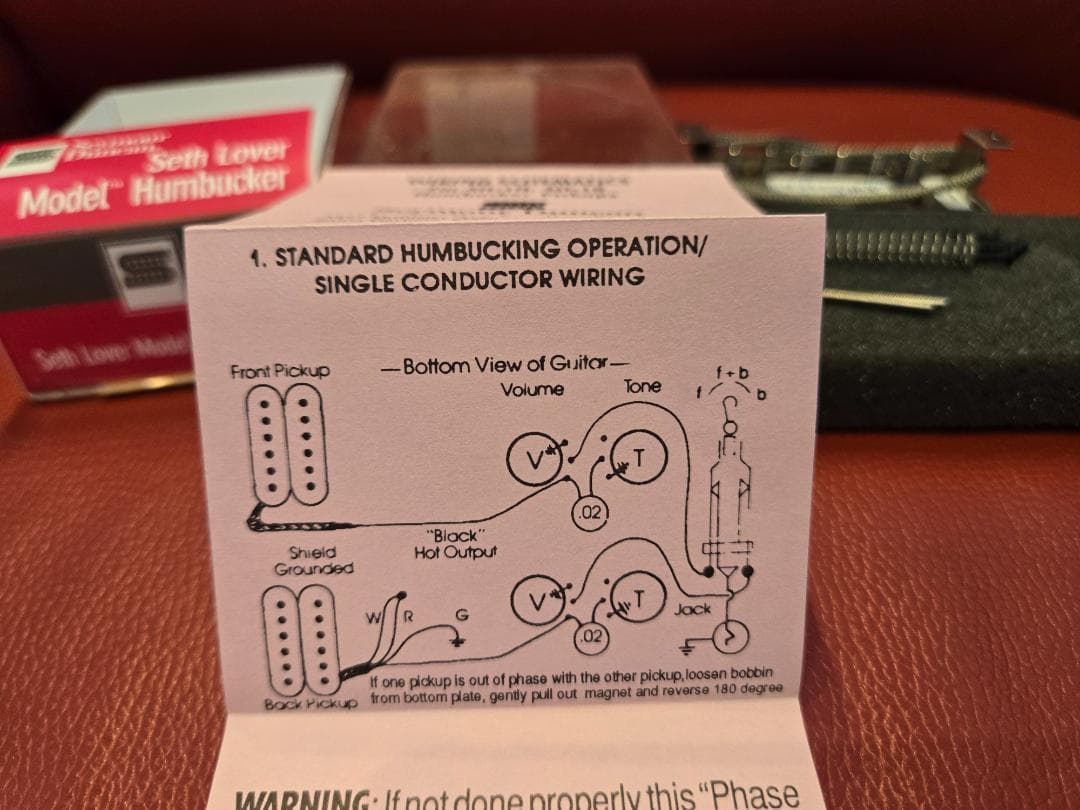 Seymour
Duncan
Seth Lover
Model™ Humbucker
Seth Lover Model
1. STANDARD HUMBUCKING OPERATION/
SINGLE CONDUCTOR WIRING
—Bottom View of Guitar—
Front Pickup
Volume
Tone
f + b
f
b
V
T
.02
"Black"
Hot Output
Shield
Grounded
W
R
G
V
T
.02
Jack
Back Pickup
If one pickup is out of phase with the other pickup,loosen bobbin
from bottom plate, gently pull out magnet and reverse 180 degree
WARNING: If not done properly this "Phase